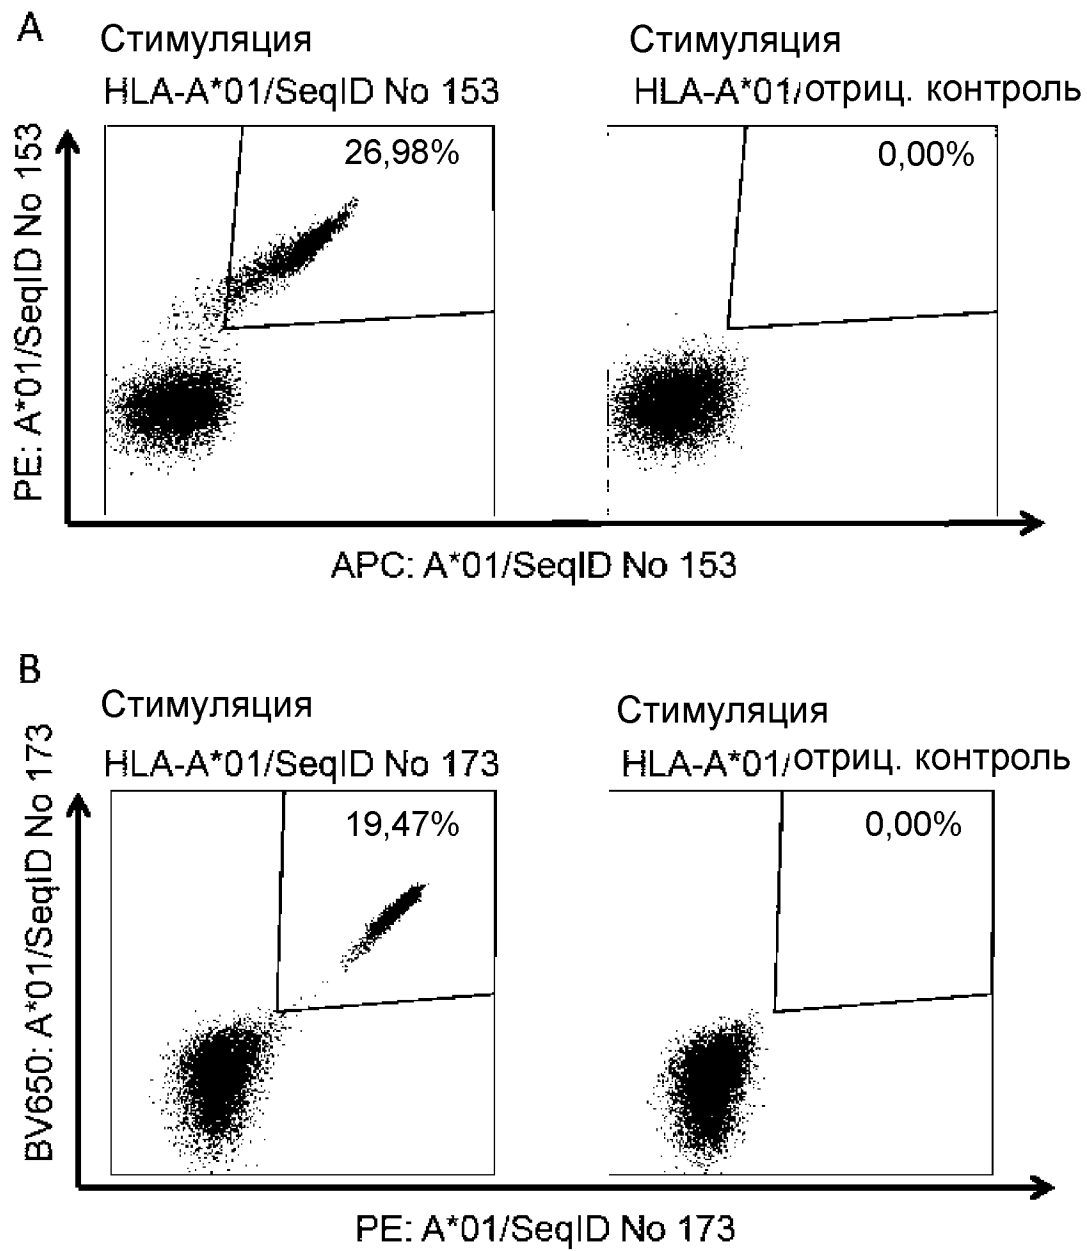 A
Стимуляция
HLA-A*01/SeqID No 153
Стимуляция
HLA-A*01/отриц. контроль
26,98%
0,00%
PE: A*01/SeqID No 153
APC: A*01/SeqID No 153
B
Стимуляция
HLA-A*01/SeqID No 173
Стимуляция
HLA-A*01/отриц. контроль
19,47%
0,00%
BV650: A*01/SeqID No 173
PE: A*01/SeqID No 173